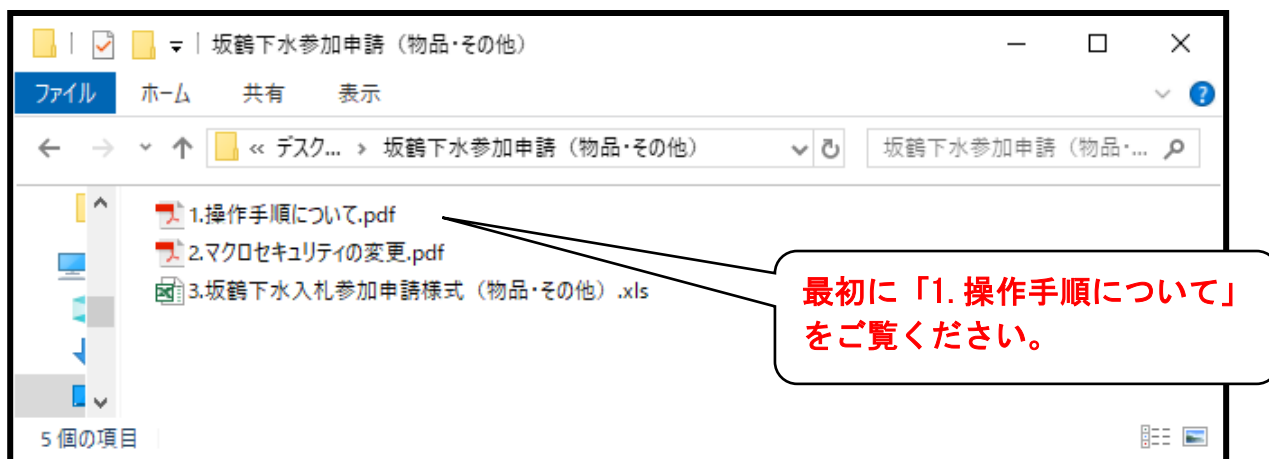 坂鶴下水参加申請（物品・その他）
ファイル ホーム 共有 表示
« デスク... › 坂鶴下水参加申請（物品・その他） 坂鶴下水参加申請（物品・...
1.操作手順について.pdf
2.マクロセキュリティの変更.pdf
3.坂鶴下水入札参加申請様式（物品・その他）.xls
最初に「1.操作手順について」
をご覧ください。
5 個の項目